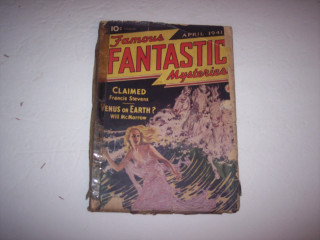 10¢
APRIL 1941
Famous
FANTASTIC
Mysteries
CLAIMED
Francis Stevens
VENUS OR EARTH?
Will McMorrow